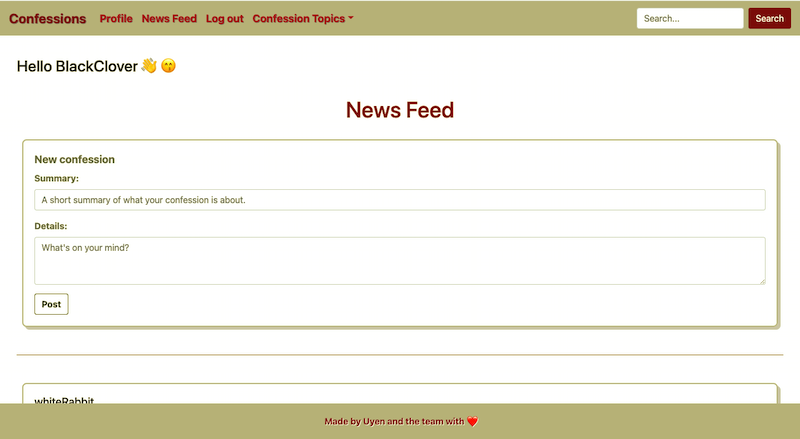 Confessions Profile News Feed Log out Confession Topics Search... Search
Hello BlackClover 👋 😙
News Feed
New confession
Summary:
A short summary of what your confession is about.
Details:
What's on your mind?
Post
whiteRabbit
Made by Uyen and the team with ❤️